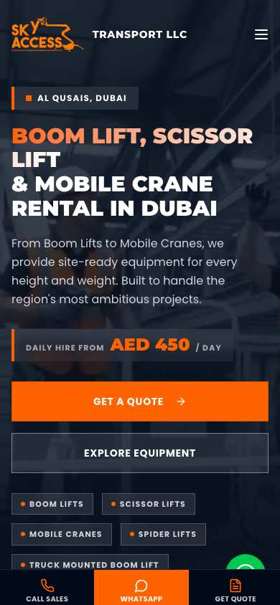 SKY
ACCESS
TRANSPORT LLC
AL QUSAIS, DUBAI
BOOM LIFT, SCISSOR
LIFT
& MOBILE CRANE
RENTAL IN DUBAI
From Boom Lifts to Mobile Cranes, we
provide site-ready equipment for every
height and weight. Built to handle the
region's most ambitious projects.
DAILY HIRE FROM AED 450 / DAY
GET A QUOTE →
EXPLORE EQUIPMENT
BOOM LIFTS
SCISSOR LIFTS
MOBILE CRANES
SPIDER LIFTS
TRUCK MOUNTED BOOM LIFT
CALL SALES
WHATSAPP
GET QUOTE